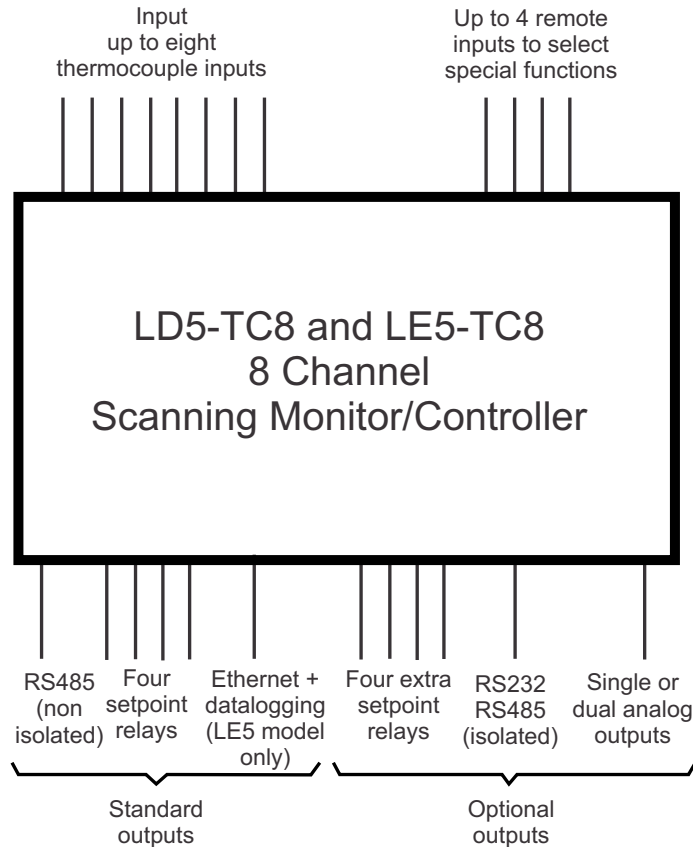 Input
up to eight
thermocouple inputs
Up to 4 remote
inputs to select
special functions
LD5-TC8 and LE5-TC8
8 Channel
Scanning Monitor/Controller
RS485
(non
isolated)
Four
setpoint
relays
Ethernet +
datalogging
(LE5 model
only)
Four extra
setpoint
relays
RS232
RS485
(isolated)
Single or
dual analog
outputs
Standard
outputs
Optional
outputs